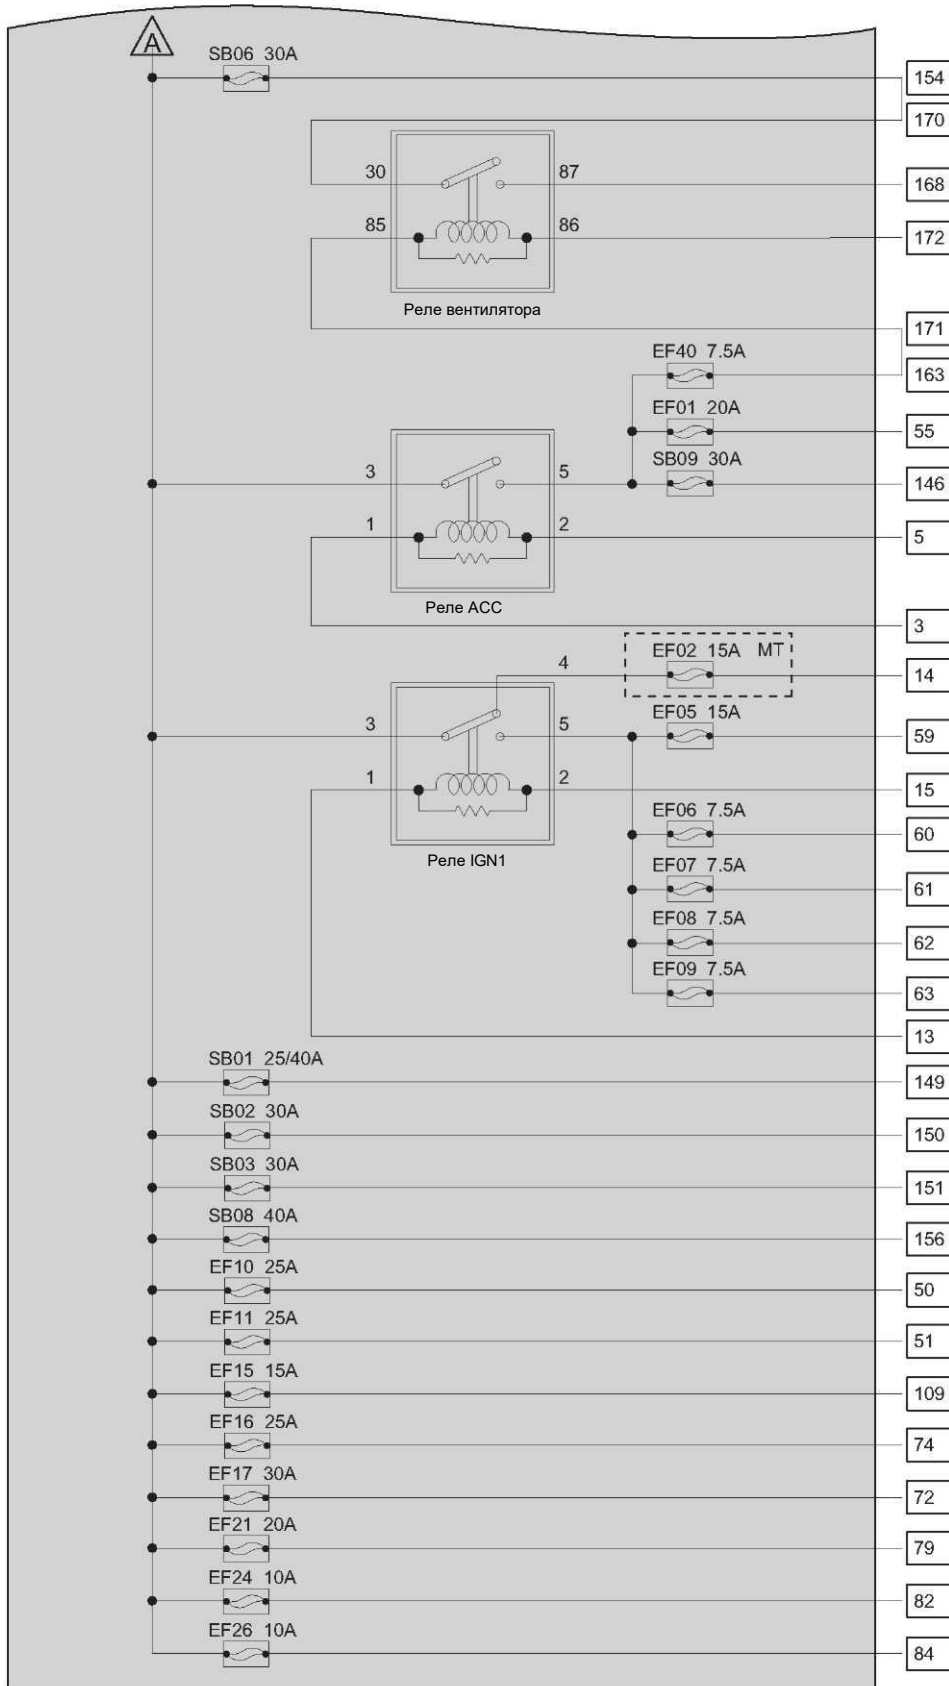 A
SB06 30A
154
170
30
87
168
85
86
172
Реле вентилятора
171
EF40 7.5A
163
EF01 20A
55
SB09 30A
3
5
146
1
2
5
Реле ACC
3
EF02 15A MT
4
14
EF05 15A
3
5
59
1
2
15
EF06 7.5A
60
Реле IGN1
EF07 7.5A
61
EF08 7.5A
62
EF09 7.5A
63
13
SB01 25/40A
149
SB02 30A
150
SB03 30A
151
SB08 40A
156
EF10 25A
50
EF11 25A
51
EF15 15A
109
EF16 25A
74
EF17 30A
72
EF21 20A
79
EF24 10A
82
EF26 10A
84